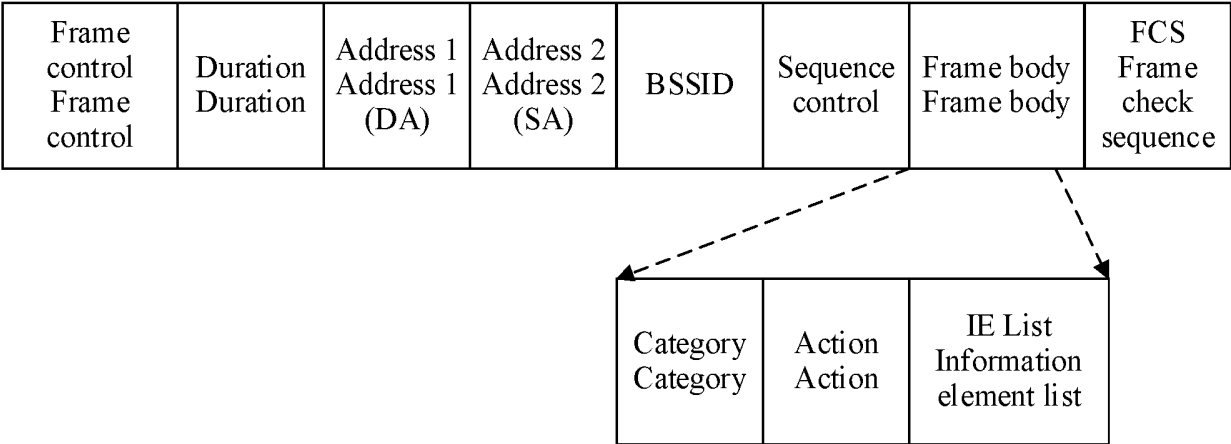 Frame
control
Frame
control
Duration
Duration
Address 1
Address 1
(DA)
Address 2
Address 2
(SA)
BSSID
Sequence
control
Frame body
Frame body
FCS
Frame
check
sequence
Category
Category
Action
Action
IE List
Information
element list